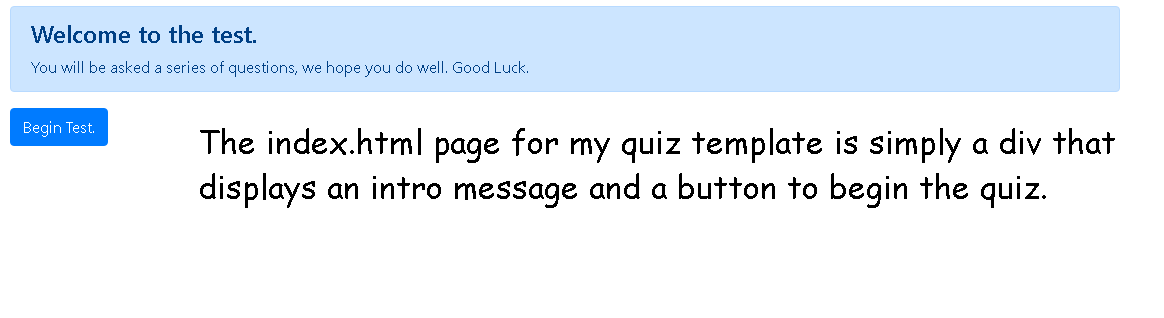 Welcome to the test.
You will be asked a series of questions, we hope you do well. Good Luck.
Begin Test.
The index.html page for my quiz template is simply a div that
displays an intro message and a button to begin the quiz.